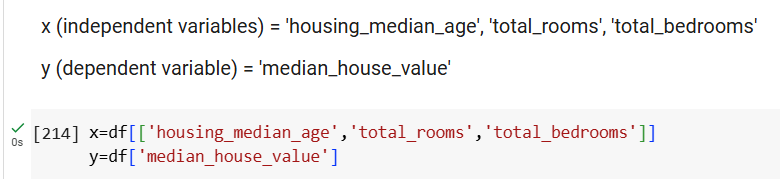 x (independent variables) = 'housing_median_age', 'total_rooms', 'total_bedrooms'
y (dependent variable) = 'median_house_value'
[214] x=df[['housing_median_age','total_rooms','total_bedrooms']]
0s
y=df['median_house_value']